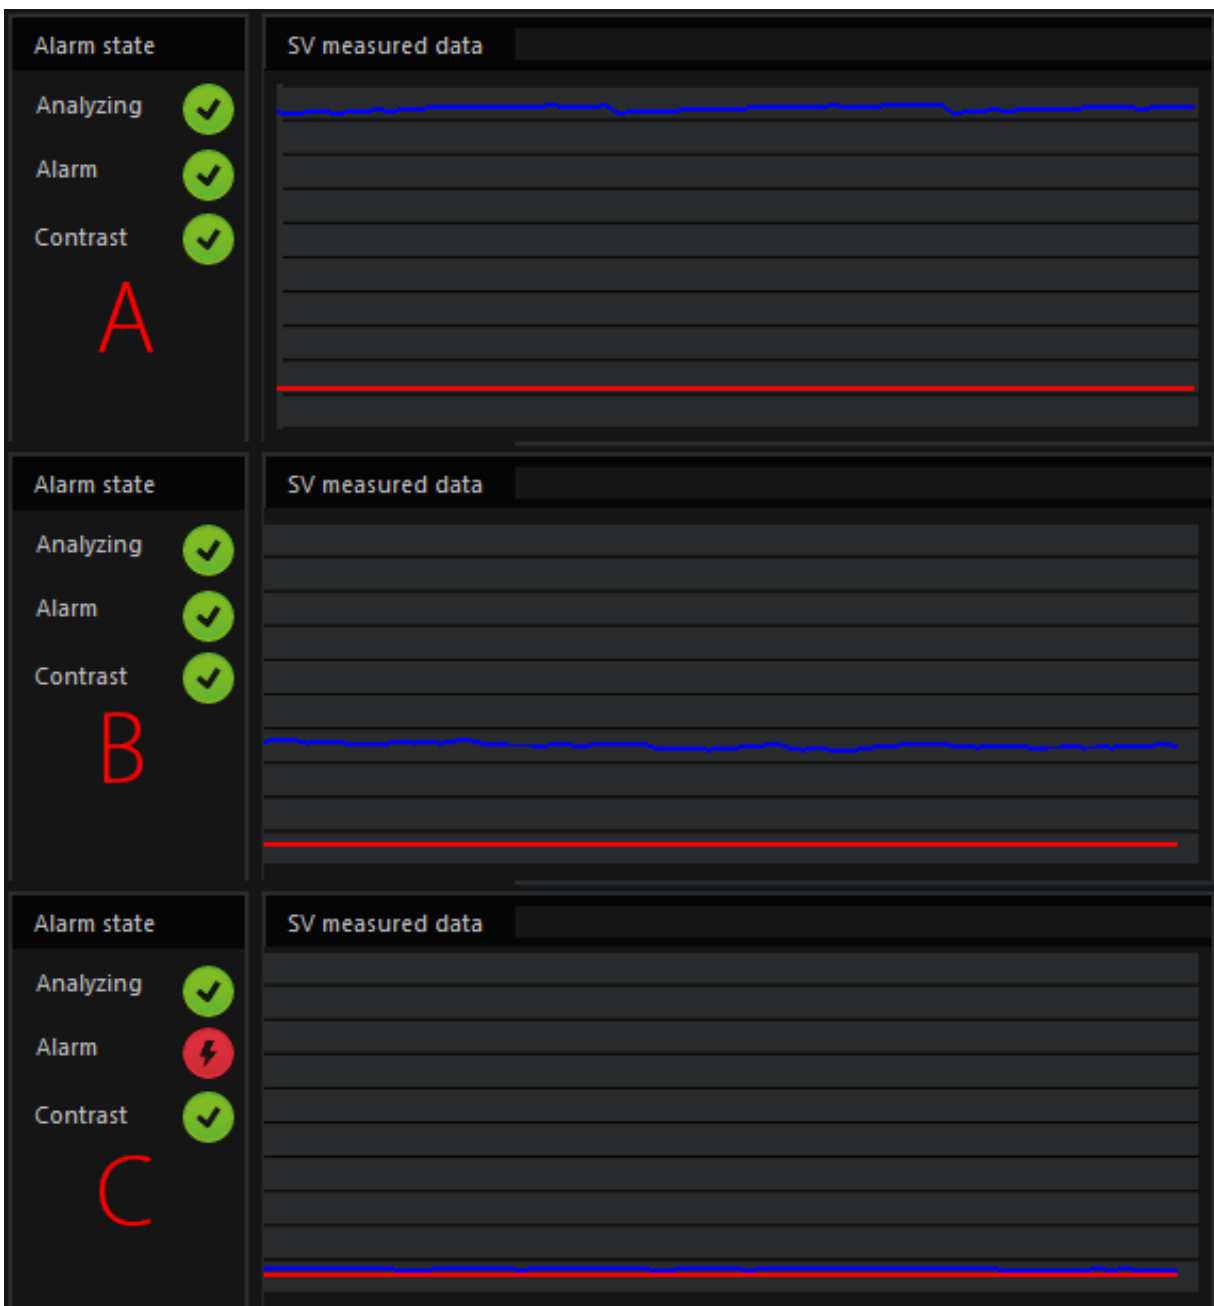 Alarm state
SV measured data
Analyzing
Alarm
Contrast
A
Alarm state
SV measured data
Analyzing
Alarm
Contrast
B
Alarm state
SV measured data
Analyzing
Alarm
Contrast
C